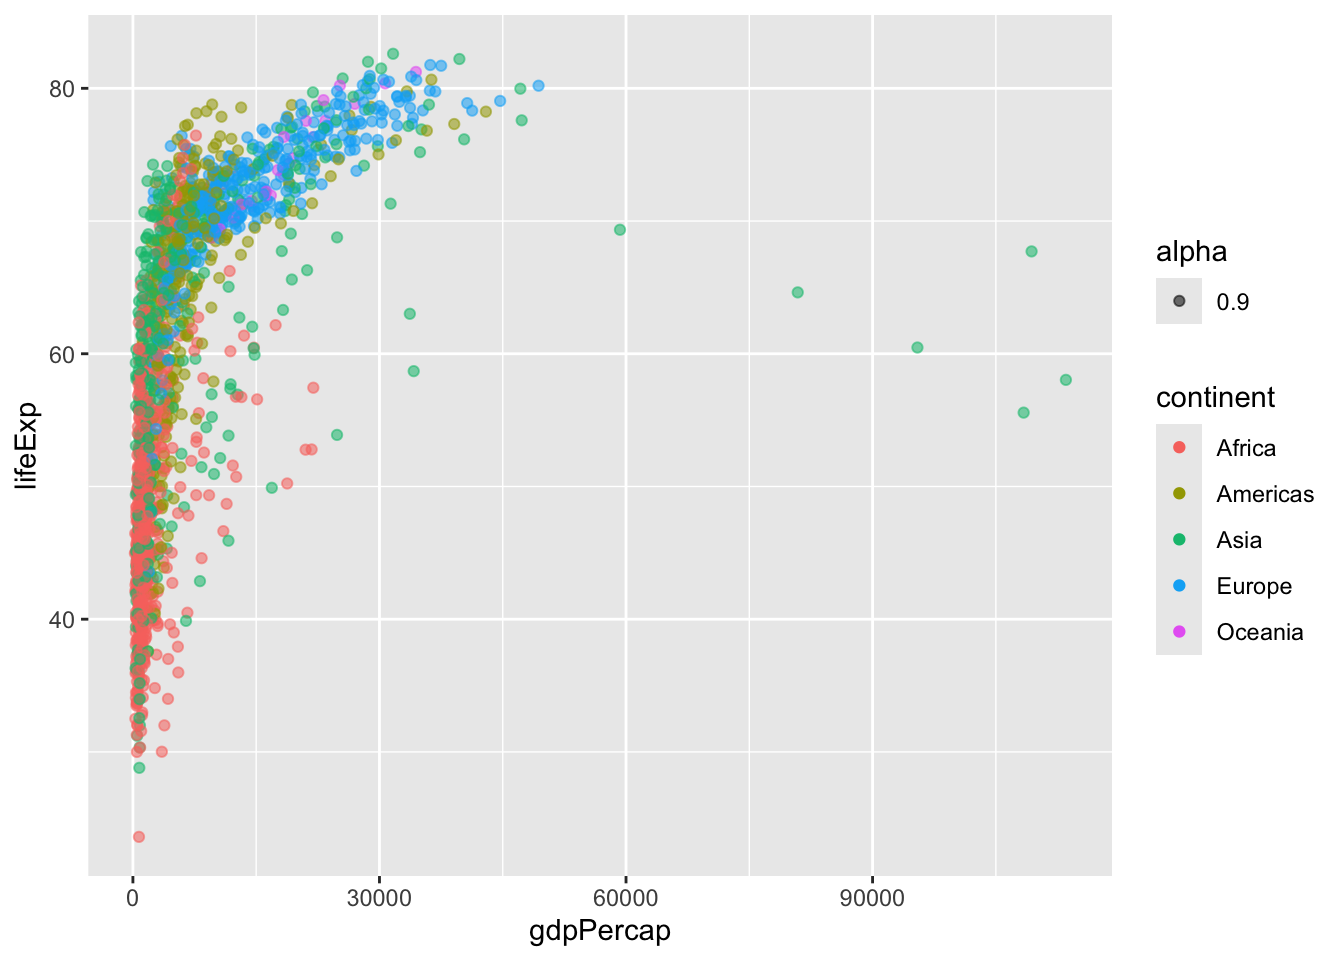 80
60
40
lifeExp
0
30000
60000
90000
gdpPercap
alpha
0.9
continent
Africa
Americas
Asia
Europe
Oceania